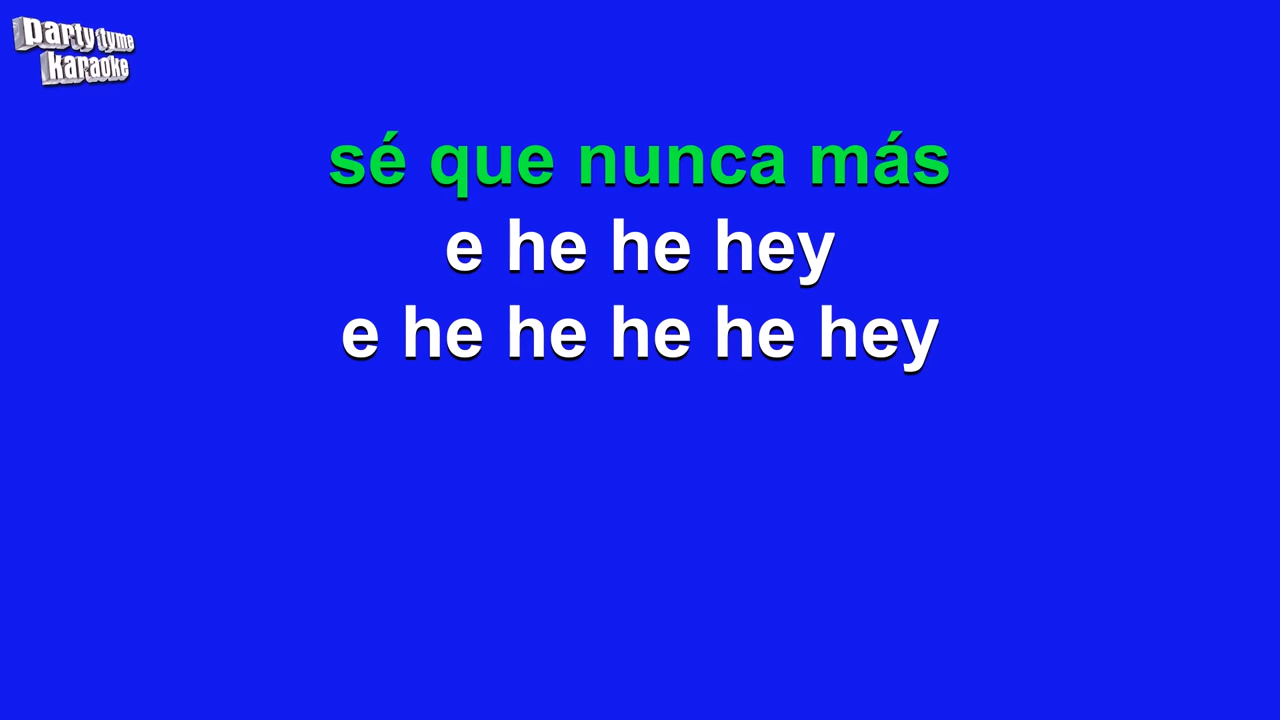 party tyme
karaoke
sé que nunca más
e he he hey
e he he he he hey